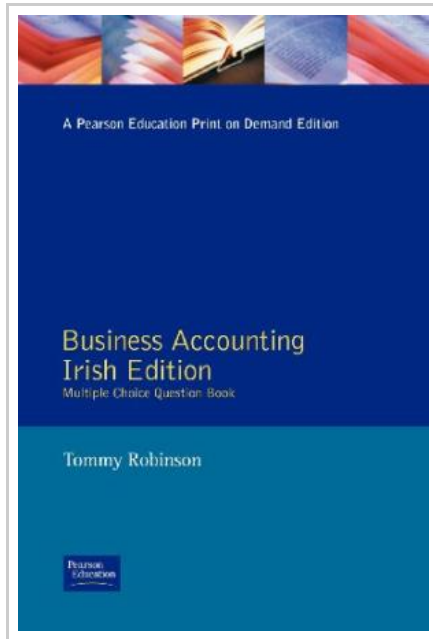 A Pearson Education Print on Demand Edition
Business Accounting
Irish Edition
Multiple Choice Question Book
Tommy Robinson
Pearson
Education